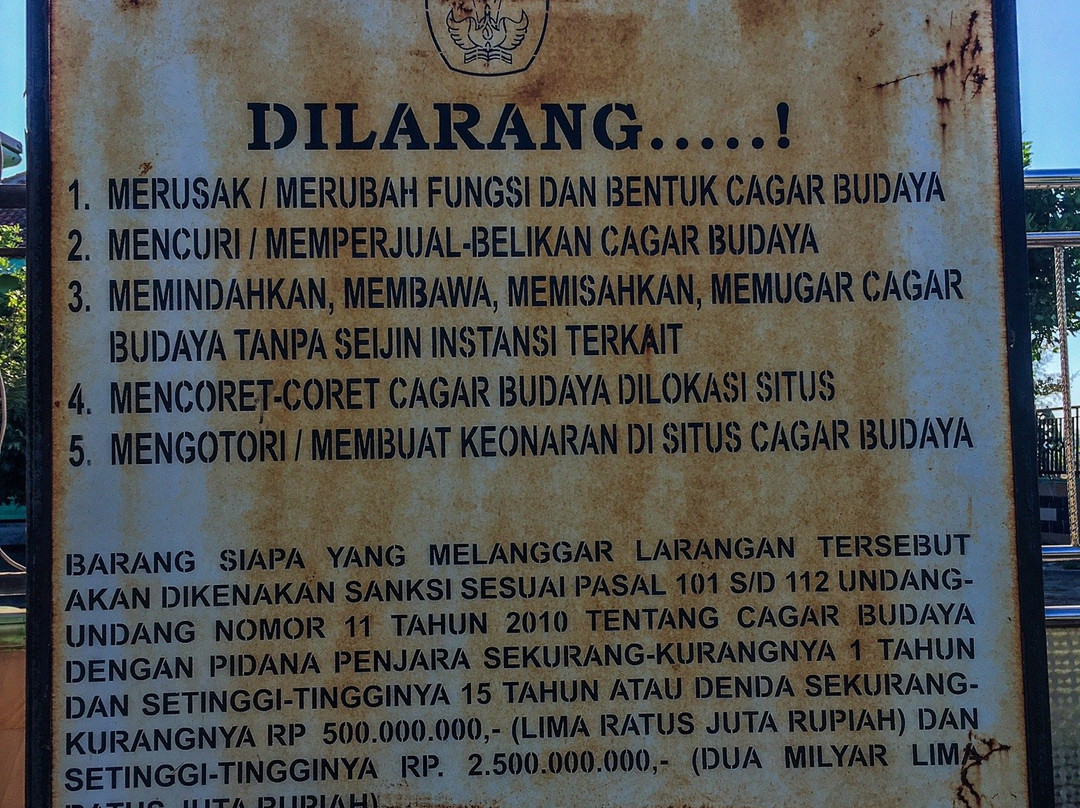 DILARANG.....!
1. MERUSAK / MERUBAH FUNGSI DAN BENTUK CAGAR BUDAYA
2. MENCURI / MEMPERJUAL-BELIKAN CAGAR BUDAYA
3. MEMINDAHKAN, MEMBAWA, MEMISAHKAN, MEMUGAR CAGAR
BUDAYA TANPA SEIJIN INSTANSI TERKAIT
4. MENCORET-CORET CAGAR BUDAYA DILOKASI SITUS
5. MENGOTORI / MEMBUAT KEONARAN DI SITUS CAGAR BUDAYA
BARANG SIAPA YANG MELANGGAR LARANGAN TERSEBUT
AKAN DIKENAKAN SANKSI SESUAI PASAL 101 S/D 112 UNDANG-
UNDANG NOMOR 11 TAHUN 2010 TENTANG CAGAR BUDAYA
DENGAN PIDANA PENJARA SEKURANG-KURANGNYA 1 TAHUN
DAN SETINGGI-TINGGINYA 15 TAHUN ATAU DENDA SEKURANG-
KURANGNYA RP 500.000.000,- (LIMA RATUS JUTA RUPIAH) DAN
SETINGGI-TINGGINYA RP. 2.500.000.000,- (DUA MILYAR LIMA
RATUS JUTA RUPIAH)